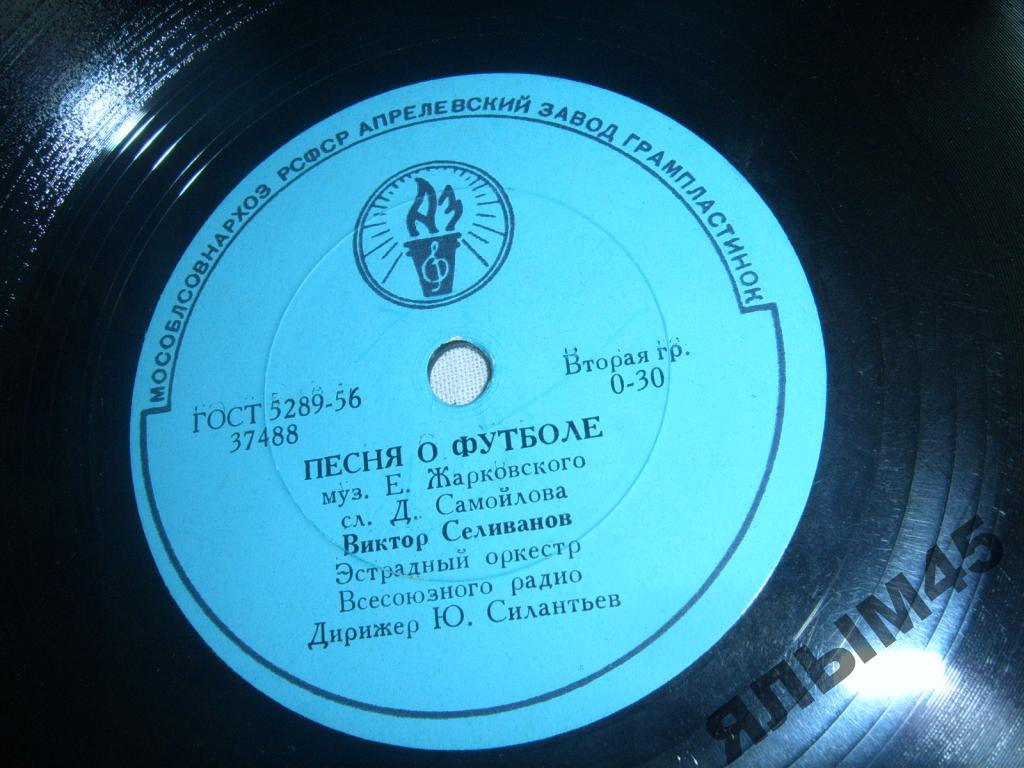 МОСОБЛСОВНАРХОЗ РСФСР АПРЕЛЕВСКИЙ ЗАВОД ГРАМПЛАСТИНОК
АЗ
ГОСТ 5289-56
37488
Вторая гр.
0-30
ПЕСНЯ О ФУТБОЛЕ
муз. Е. Жарковского
сл. Д. Самойлова
Виктор Селиванов
Эстрадный оркестр
Всесоюзного радио
Дирижер Ю. Силантьев
ЯЛЫМ45